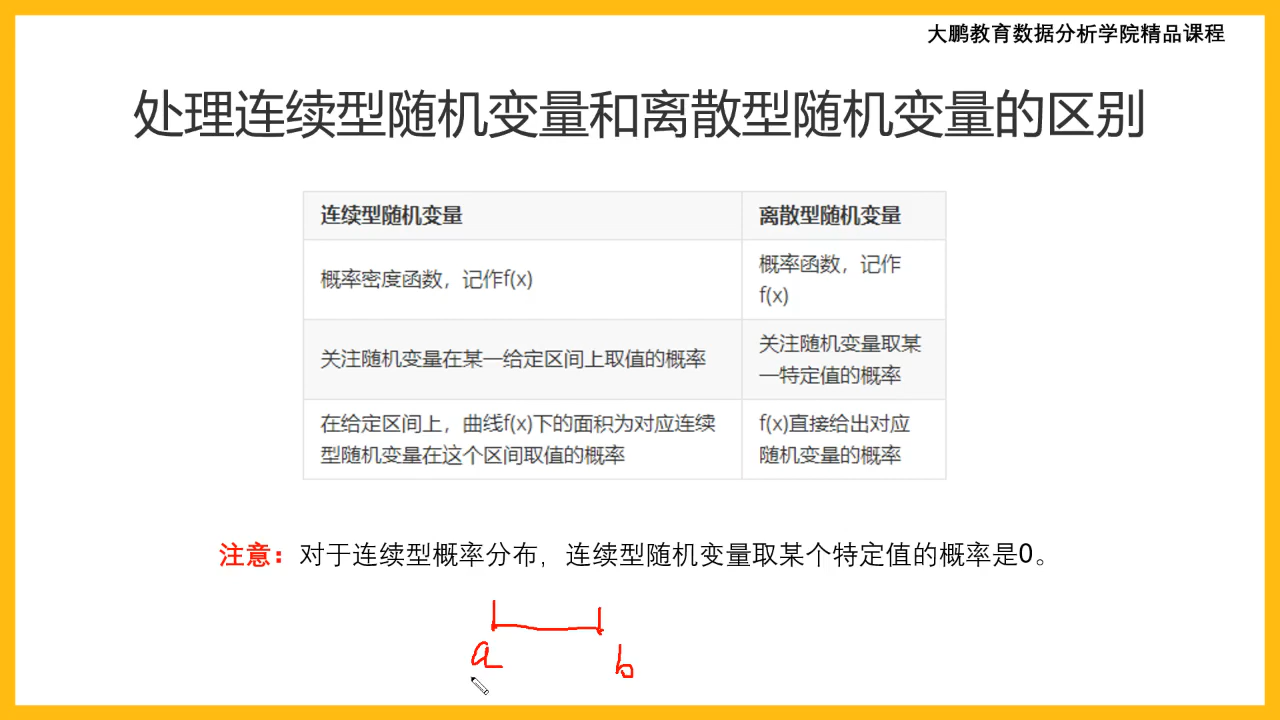 大鹏教育数据分析学院精品课程
处理连续型随机变量和离散型随机变量的区别
连续型随机变量
离散型随机变量
概率密度函数，记作f(x)
概率函数，记作
f(x)
关注随机变量在某一给定区间上取值的概率
关注随机变量取某
一特定值的概率
在给定区间上，曲线f(x)下的面积为对应连续
型随机变量在这个区间取值的概率
f(x)直接给出对应
随机变量的概率
注意：对于连续型概率分布，连续型随机变量取某个特定值的概率是0。
a b